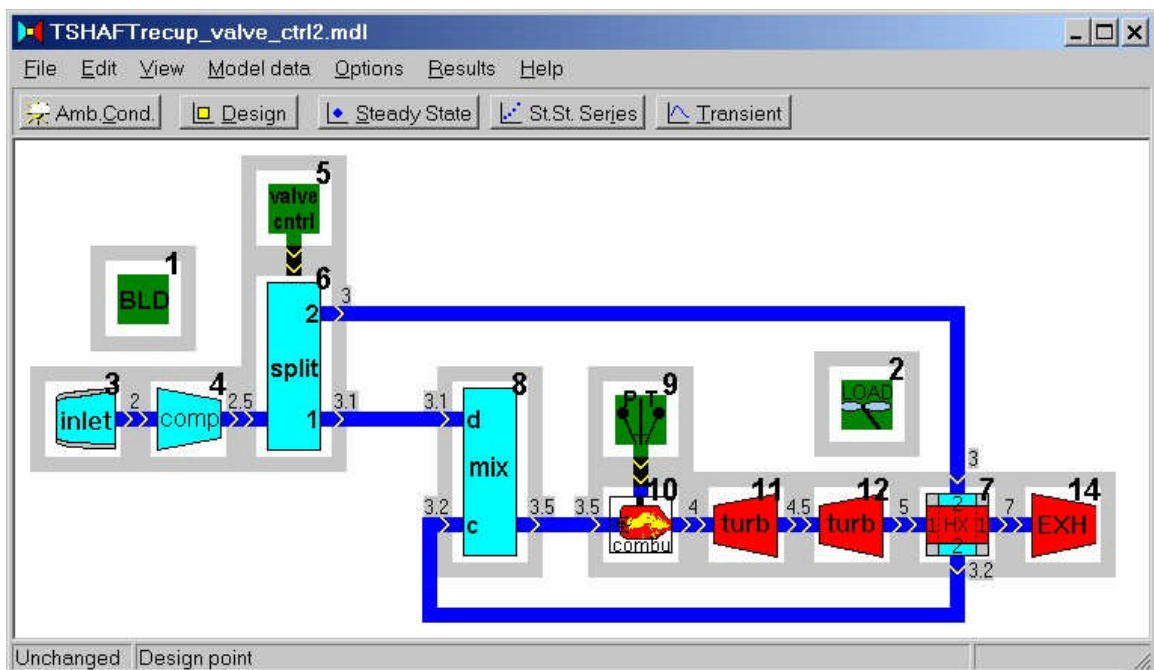 TSHAFTrecup_valve_ctrl2.mdl
File Edit View Model data Options Results Help
Amb.Cond. Design Steady State St.St. Series Transient
5
valve
cntrl
1
BLD
6
2
3
split
1
3
inlet
2
4
comp
2.5
3.1
3.1
8
d
mix
c
3.2
3.5
9
P T
2
LOAD
3
3.5
10
combu
4
11
turb
4.5
12
turb
5
7
2
1 HX 1
2
7
14
EXH
3.2
Unchanged Design point